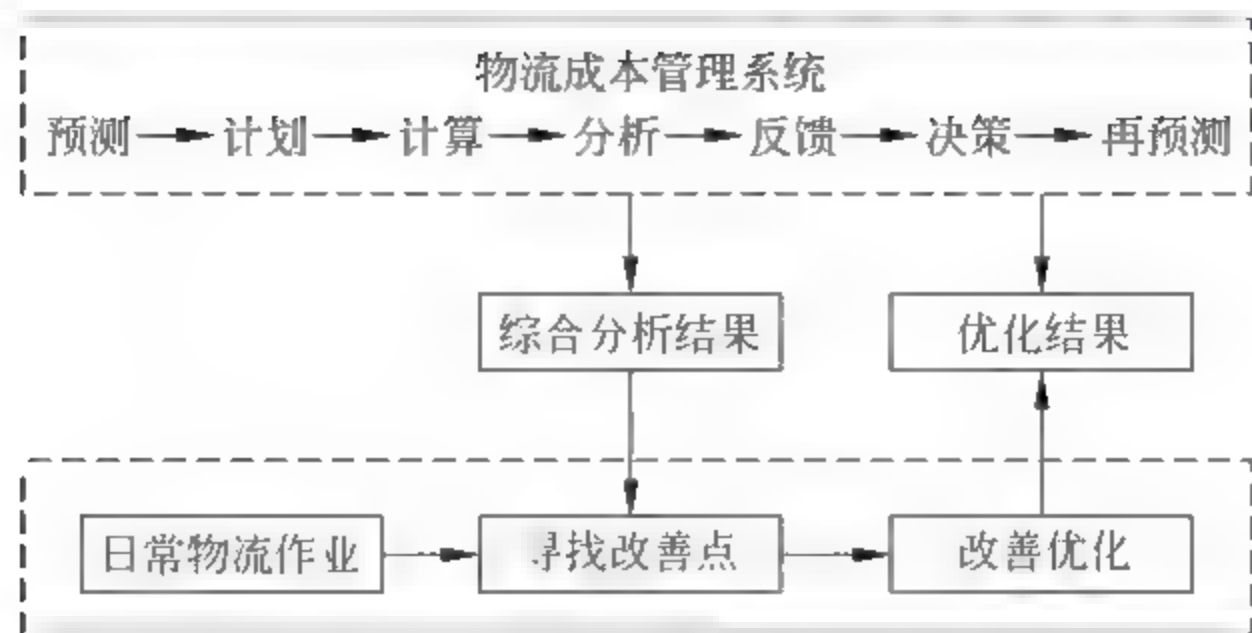 物流成本管理系统
预测 计划 计算 分析 反馈 决策 再预测
综合分析结果 优化结果
日常物流作业 寻找改善点 改善优化